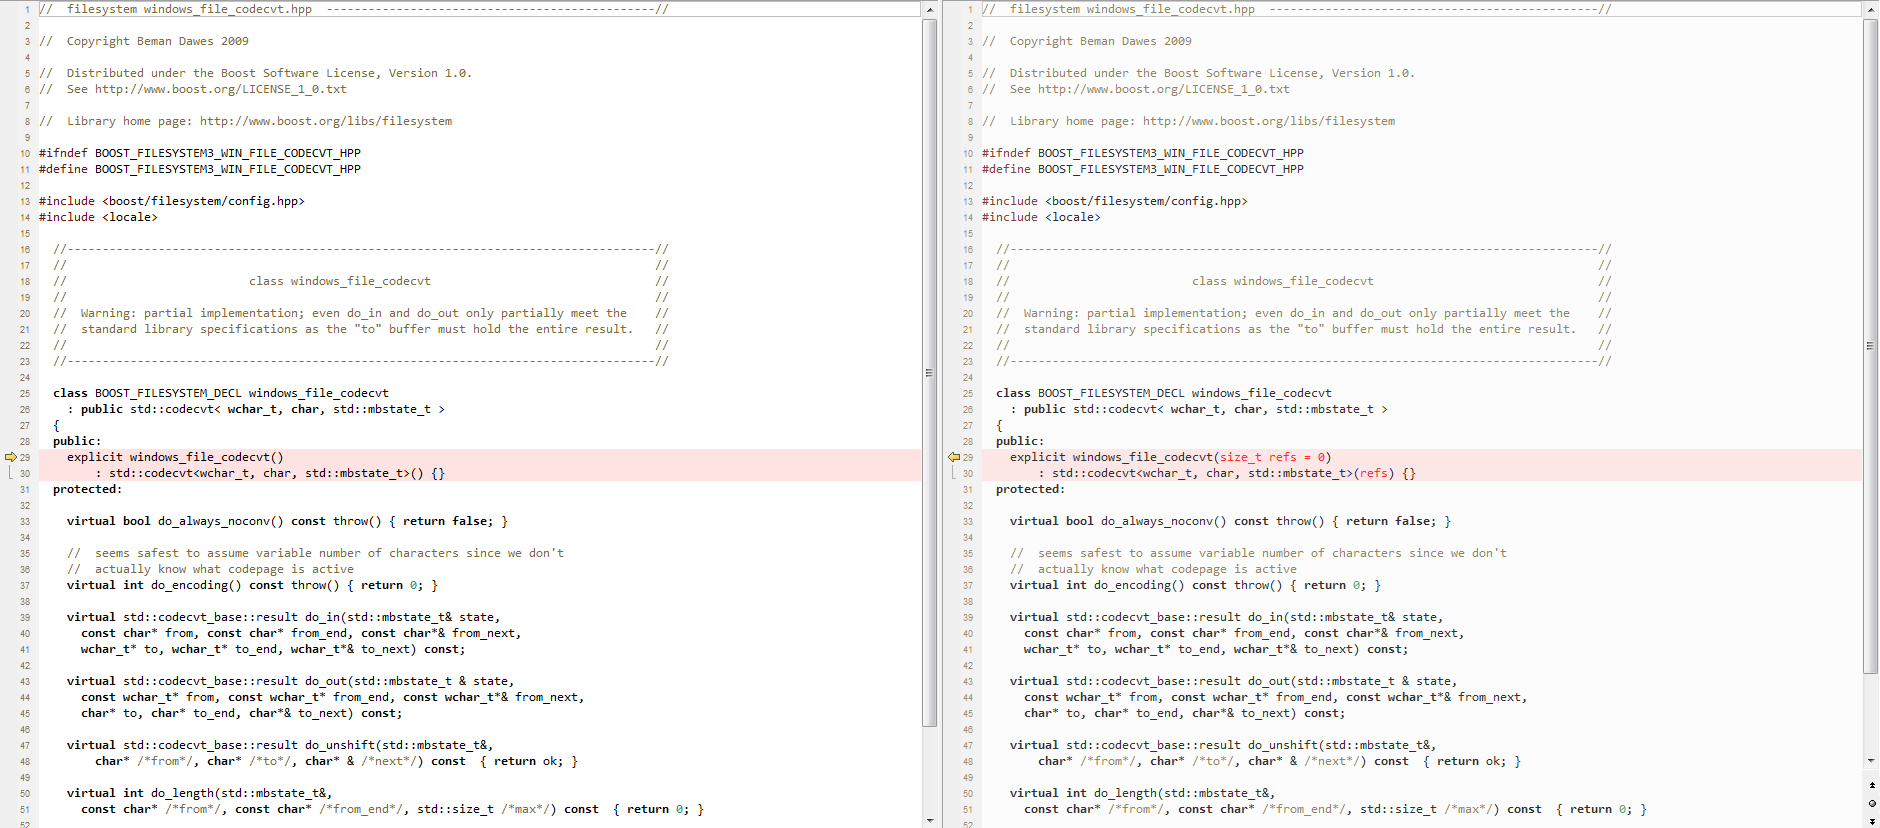 1 //  filesystem windows_file_codecvt.hpp  -----------------------------------------------//
2
3 //  Copyright Beman Dawes 2009
4
5 //  Distributed under the Boost Software License, Version 1.0.
6 //  See http://www.boost.org/LICENSE_1_0.txt
7
8 //  Library home page: http://www.boost.org/libs/filesystem
9
10 #ifndef BOOST_FILESYSTEM3_WIN_FILE_CODECVT_HPP
11 #define BOOST_FILESYSTEM3_WIN_FILE_CODECVT_HPP
12
13 #include <boost/filesystem/config.hpp>
14 #include <locale>
15
16   //------------------------------------------------------------------------------------//
17   //                                                                                    //
18   //                          class windows_file_codecvt                                //
19   //                                                                                    //
20   //  Warning: partial implementation; even do_in and do_out only partially meet the    //
21   //  standard library specifications as the "to" buffer must hold the entire result.   //
22   //                                                                                    //
23   //------------------------------------------------------------------------------------//
24
25   class BOOST_FILESYSTEM_DECL windows_file_codecvt
26     : public std::codecvt< wchar_t, char, std::mbstate_t >
27   {
28   public:
29     explicit windows_file_codecvt()
30         : std::codecvt<wchar_t, char, std::mbstate_t>() {}
31   protected:
32
33     virtual bool do_always_noconv() const throw() { return false; }
34
35     //  seems safest to assume variable number of characters since we don't
36     //  actually know what codepage is active
37     virtual int do_encoding() const throw() { return 0; }
38
39     virtual std::codecvt_base::result do_in(std::mbstate_t& state,
40       const char* from, const char* from_end, const char*& from_next,
41       wchar_t* to, wchar_t* to_end, wchar_t*& to_next) const;
42
43     virtual std::codecvt_base::result do_out(std::mbstate_t & state,
44       const wchar_t* from, const wchar_t* from_end, const wchar_t*& from_next,
45       char* to, char* to_end, char*& to_next) const;
46
47     virtual std::codecvt_base::result do_unshift(std::mbstate_t&,
48         char* /*from*/, char* /*to*/, char* & /*next*/) const  { return ok; }
49
50     virtual int do_length(std::mbstate_t&,
51       const char* /*from*/, const char* /*from_end*/, std::size_t /*max*/) const  { return 0; }
52
1 //  filesystem windows_file_codecvt.hpp  -----------------------------------------------//
2
3 //  Copyright Beman Dawes 2009
4
5 //  Distributed under the Boost Software License, Version 1.0.
6 //  See http://www.boost.org/LICENSE_1_0.txt
7
8 //  Library home page: http://www.boost.org/libs/filesystem
9
10 #ifndef BOOST_FILESYSTEM3_WIN_FILE_CODECVT_HPP
11 #define BOOST_FILESYSTEM3_WIN_FILE_CODECVT_HPP
12
13 #include <boost/filesystem/config.hpp>
14 #include <locale>
15
16   //------------------------------------------------------------------------------------//
17   //                                                                                    //
18   //                          class windows_file_codecvt                                //
19   //                                                                                    //
20   //  Warning: partial implementation; even do_in and do_out only partially meet the    //
21   //  standard library specifications as the "to" buffer must hold the entire result.   //
22   //                                                                                    //
23   //------------------------------------------------------------------------------------//
24
25   class BOOST_FILESYSTEM_DECL windows_file_codecvt
26     : public std::codecvt< wchar_t, char, std::mbstate_t >
27   {
28   public:
29     explicit windows_file_codecvt(size_t refs = 0)
30         : std::codecvt<wchar_t, char, std::mbstate_t>(refs) {}
31   protected:
32
33     virtual bool do_always_noconv() const throw() { return false; }
34
35     //  seems safest to assume variable number of characters since we don't
36     //  actually know what codepage is active
37     virtual int do_encoding() const throw() { return 0; }
38
39     virtual std::codecvt_base::result do_in(std::mbstate_t& state,
40       const char* from, const char* from_end, const char*& from_next,
41       wchar_t* to, wchar_t* to_end, wchar_t*& to_next) const;
42
43     virtual std::codecvt_base::result do_out(std::mbstate_t & state,
44       const wchar_t* from, const wchar_t* from_end, const wchar_t*& from_next,
45       char* to, char* to_end, char*& to_next) const;
46
47     virtual std::codecvt_base::result do_unshift(std::mbstate_t&,
48         char* /*from*/, char* /*to*/, char* & /*next*/) const  { return ok; }
49
50     virtual int do_length(std::mbstate_t&,
51       const char* /*from*/, const char* /*from_end*/, std::size_t /*max*/) const  { return 0; }
52